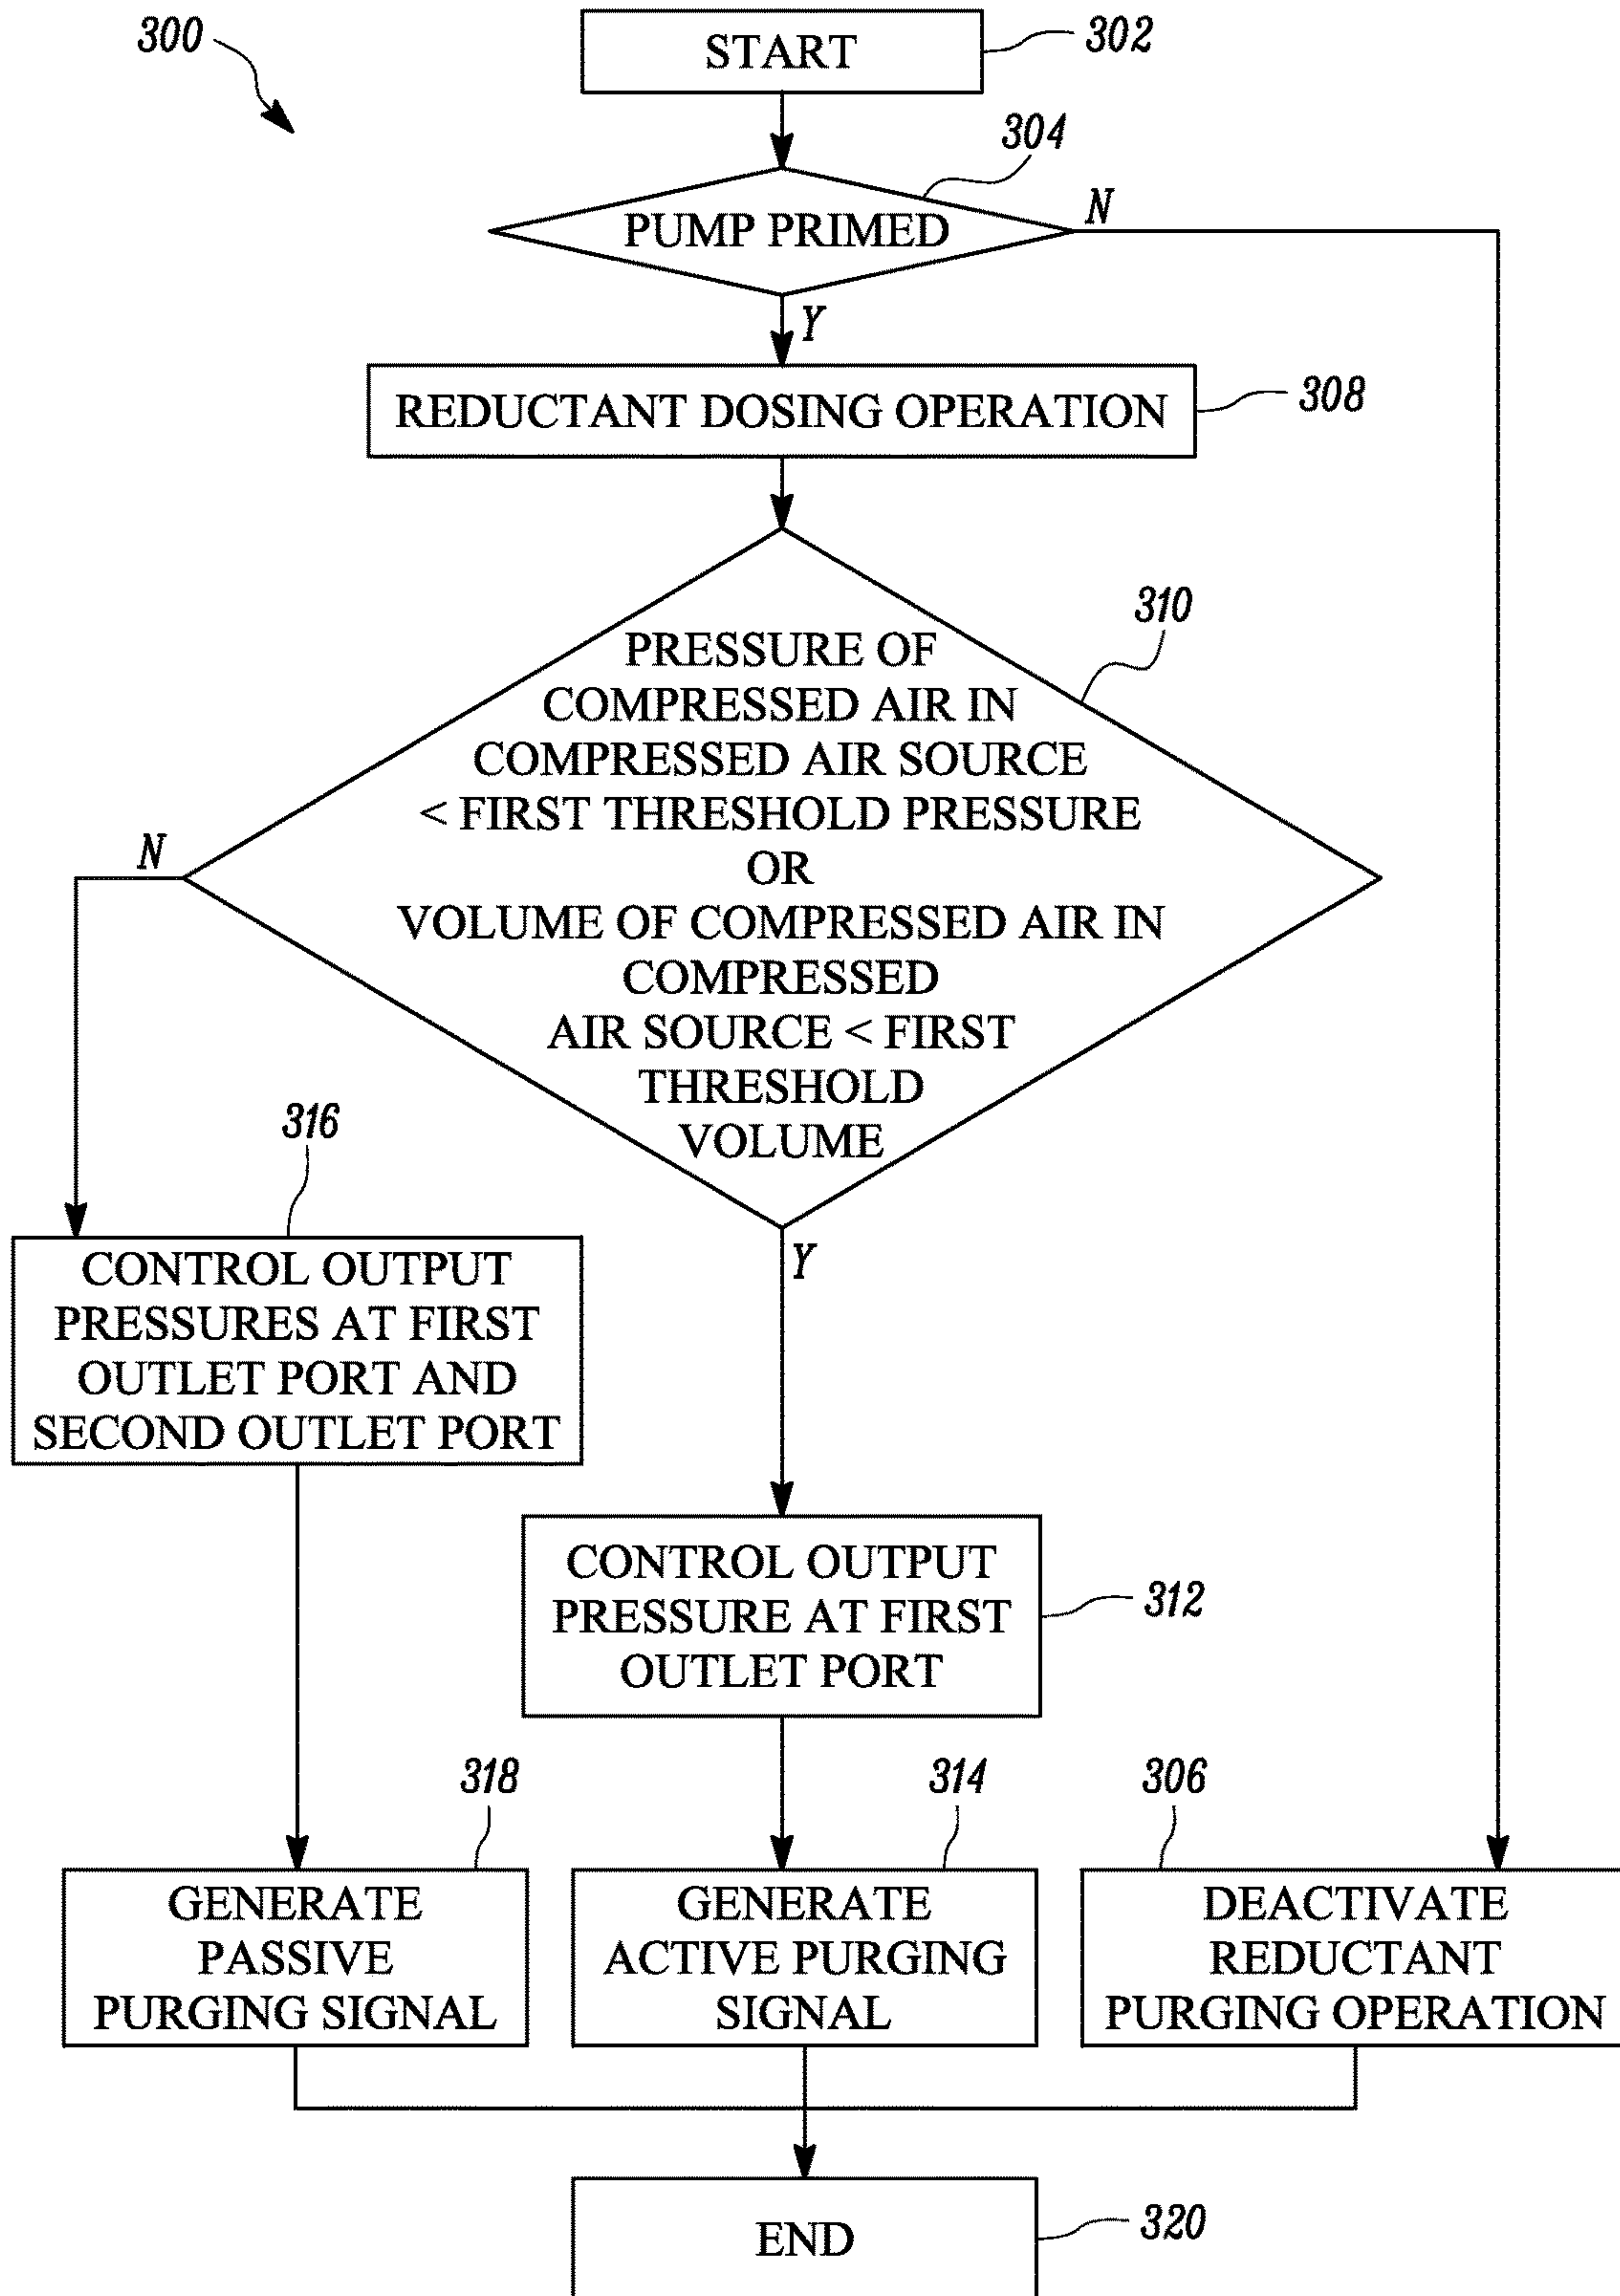 300
START
302
304
PUMP PRIMED
N
Y
REDUCTANT DOSING OPERATION
308
310
PRESSURE OF
COMPRESSED AIR IN
COMPRESSED AIR SOURCE
< FIRST THRESHOLD PRESSURE
OR
VOLUME OF COMPRESSED AIR IN
COMPRESSED
AIR SOURCE < FIRST
THRESHOLD
VOLUME
N
Y
316
CONTROL OUTPUT
PRESSURES AT FIRST
OUTLET PORT AND
SECOND OUTLET PORT
CONTROL OUTPUT
PRESSURE AT FIRST
OUTLET PORT
312
318
GENERATE
PASSIVE
PURGING SIGNAL
314
GENERATE
ACTIVE PURGING
SIGNAL
306
DEACTIVATE
REDUCTANT
PURGING OPERATION
END
320